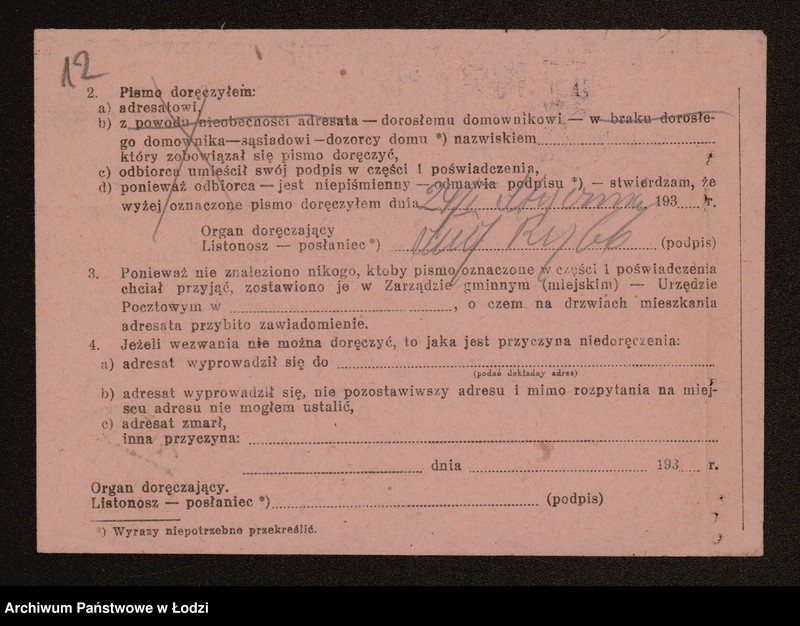 12
2. Pismo doręczyłem:
a) adresatowi,
b) z powodu nieobecności adresata — dorosłemu domownikowi — w braku dorosłe-
go domownika—sąsiadowi—dozorcy domu *) nazwiskiem
który zobowiązał się pismo doręczyć,
c) odbiorca umieścił swój podpis w części 1 poświadczenia,
d) ponieważ odbiorca — jest niepiśmienny — odmawia podpisu *) — stwierdzam, że
wyżej oznaczone pismo doręczyłem dnia 193 r.
Organ doręczający
Listonosz — posłaniec *) (podpis)
3. Ponieważ nie znaleziono nikogo, ktoby pismo oznaczone w części 1 poświadczenia
chciał przyjąć, zostawiono je w Zarządzie gminnym (miejskim) — Urzędzie
Pocztowym w , o czem na drzwiach mieszkania
adresata przybito zawiadomienie.
4. Jeżeli wezwania nie można doręczyć, to jaka jest przyczyna niedoręczenia:
a) adresat wyprowadził się do
(podać dokładny adres)
b) adresat wyprowadził się, nie pozostawiwszy adresu i mimo rozpytania na miej-
scu adresu nie mogłem ustalić,
c) adresat zmarł,
inna przyczyna:
dnia 193 r.
Organ doręczający.
Listonosz — posłaniec *) (podpis)
*) Wyrazy niepotrzebne przekreślić.
Archiwum Państwowe w Łodzi